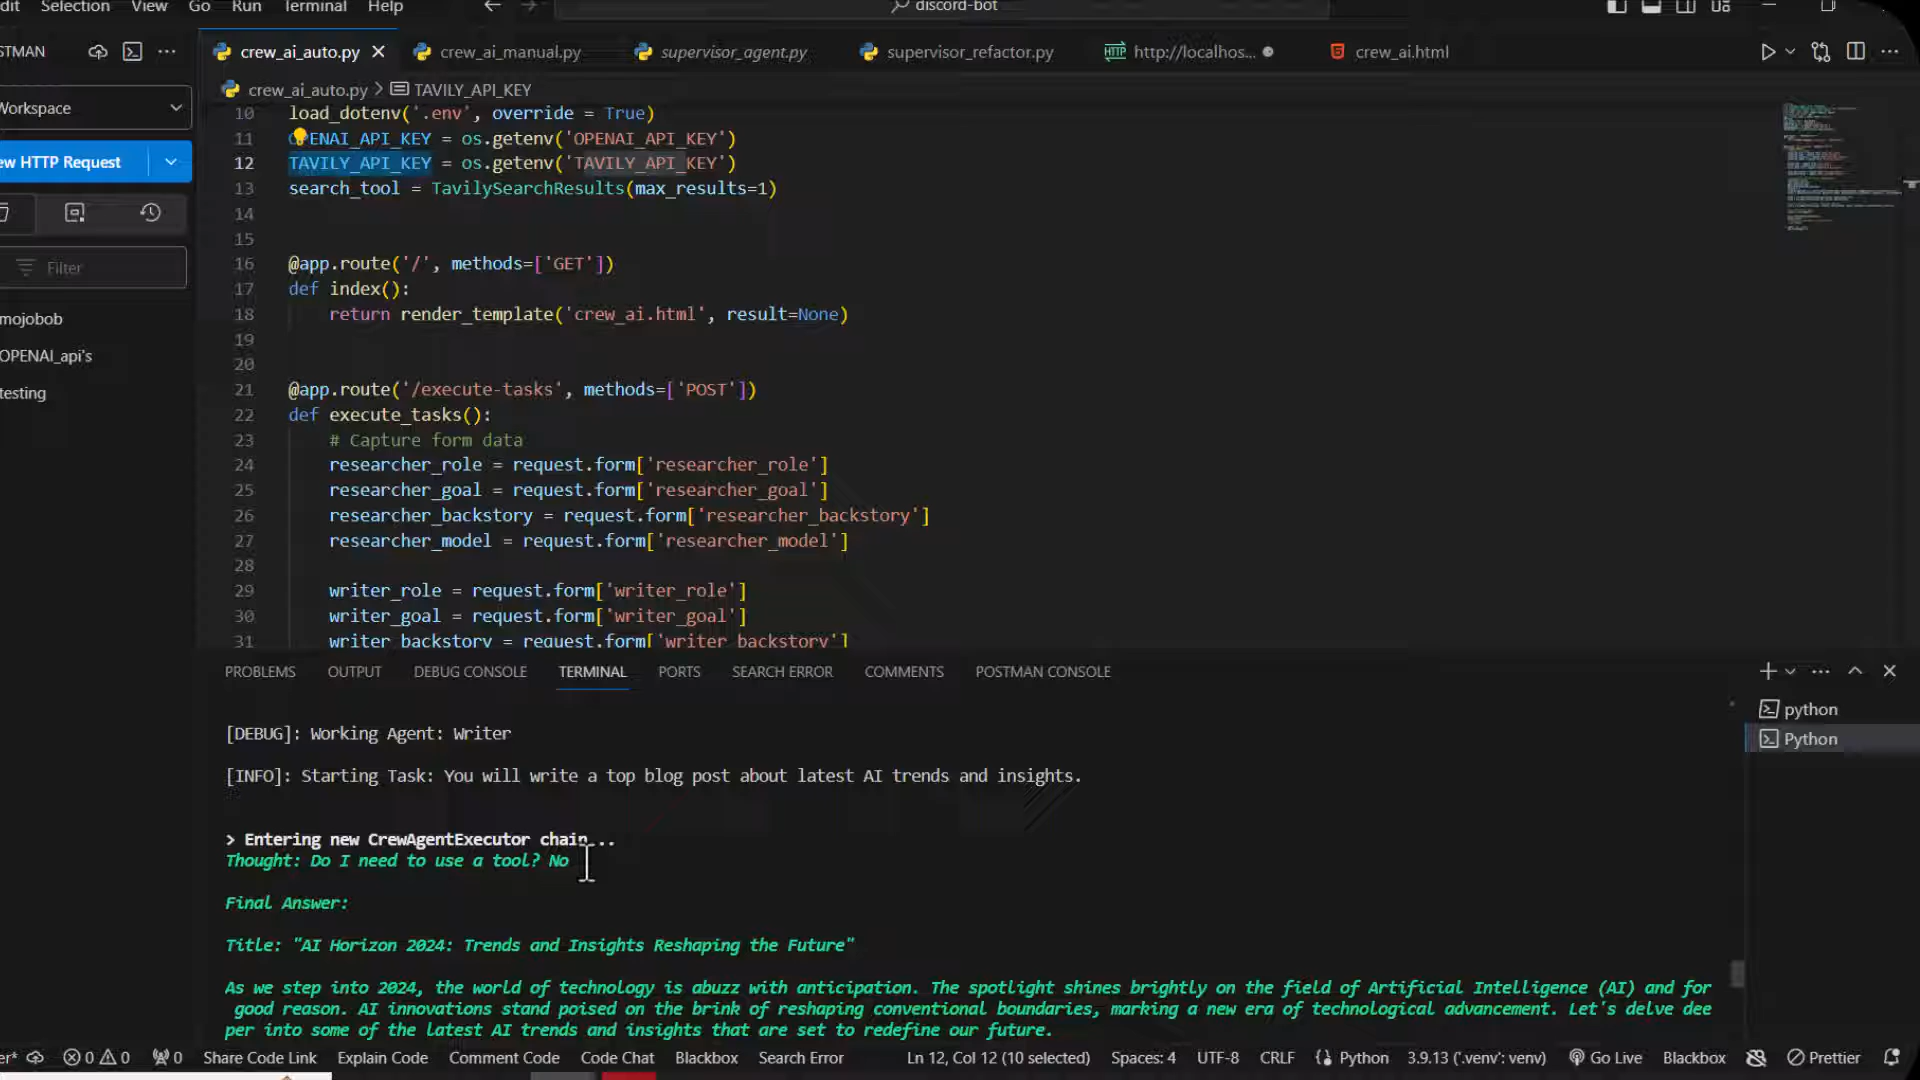 dit Selection View Go Run Terminal Help
discord-bot
STMAN
crew_ai_auto.py
crew_ai_manual.py
supervisor_agent.py
supervisor_refactor.py
http://localhos...
crew_ai.html
crew_ai_auto.py > TAVILY_API_KEY
Workspace
ew HTTP Request
Filter
mojobob
OPENAI_api's
testing
10 load_dotenv('.env', override = True)
11 OPENAI_API_KEY = os.getenv('OPENAI_API_KEY')
12 TAVILY_API_KEY = os.getenv('TAVILY_API_KEY')
13 search_tool = TavilySearchResults(max_results=1)
14
15
16 @app.route('/', methods=['GET'])
17 def index():
18 return render_template('crew_ai.html', result=None)
19
20
21 @app.route('/execute-tasks', methods=['POST'])
22 def execute_tasks():
23 # Capture form data
24 researcher_role = request.form['researcher_role']
25 researcher_goal = request.form['researcher_goal']
26 researcher_backstory = request.form['researcher_backstory']
27 researcher_model = request.form['researcher_model']
28
29 writer_role = request.form['writer_role']
30 writer_goal = request.form['writer_goal']
31 writer_backstory = request.form['writer_backstory']
PROBLEMS OUTPUT DEBUG CONSOLE TERMINAL PORTS SEARCH ERROR COMMENTS POSTMAN CONSOLE
python
Python
[DEBUG]: Working Agent: Writer
[INFO]: Starting Task: You will write a top blog post about latest AI trends and insights.
> Entering new CrewAgentExecutor chain...
Thought: Do I need to use a tool? No
Final Answer:
Title: "AI Horizon 2024: Trends and Insights Reshaping the Future"
As we step into 2024, the world of technology is abuzz with anticipation. The spotlight shines brightly on the field of Artificial Intelligence (AI) and for
good reason. AI innovations stand poised on the brink of reshaping conventional boundaries, marking a new era of technological advancement. Let's delve dee
per into some of the latest AI trends and insights that are set to redefine our future.
er* 0 0 0 Share Code Link Explain Code Comment Code Code Chat Blackbox Search Error Ln 12, Col 12 (10 selected) Spaces: 4 UTF-8 CRLF Python 3.9.13 ('.venv': venv) Go Live Blackbox Prettier